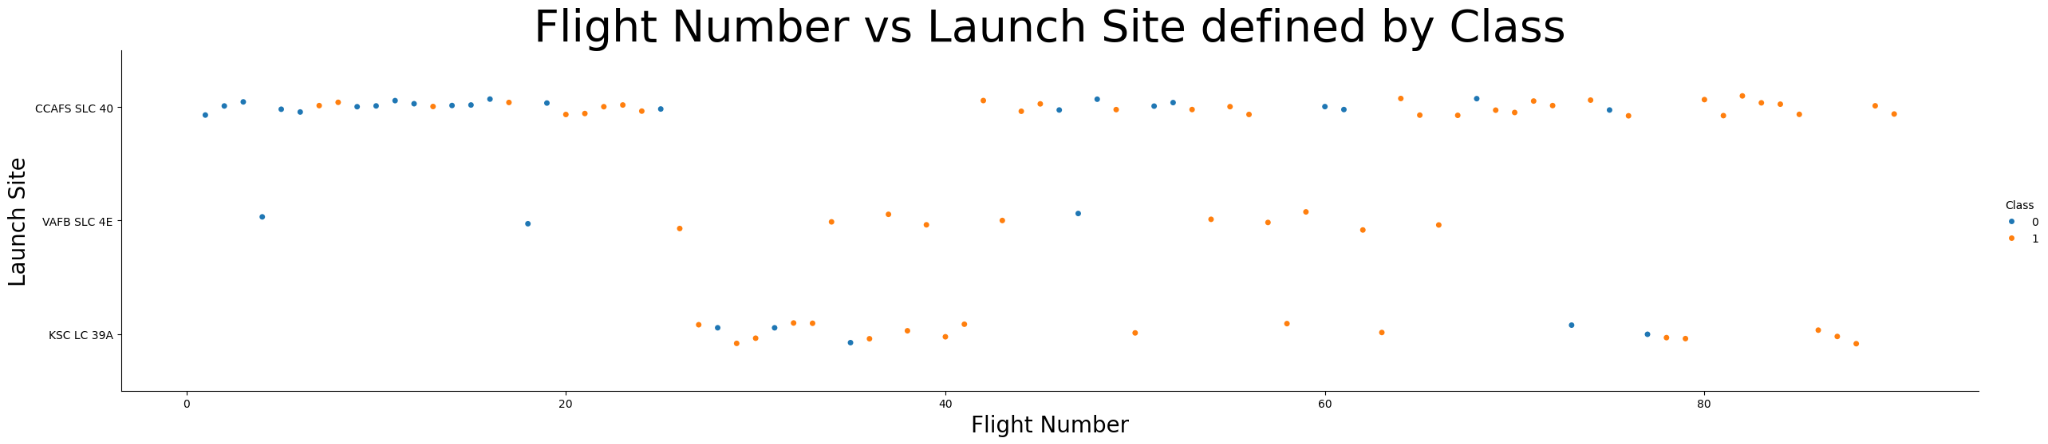 Flight Number vs Launch Site defined by Class
Launch Site
CCAFS SLC 40
VAFB SLC 4E
KSC LC 39A
0 20 40 60 80
Flight Number
Class
0
1